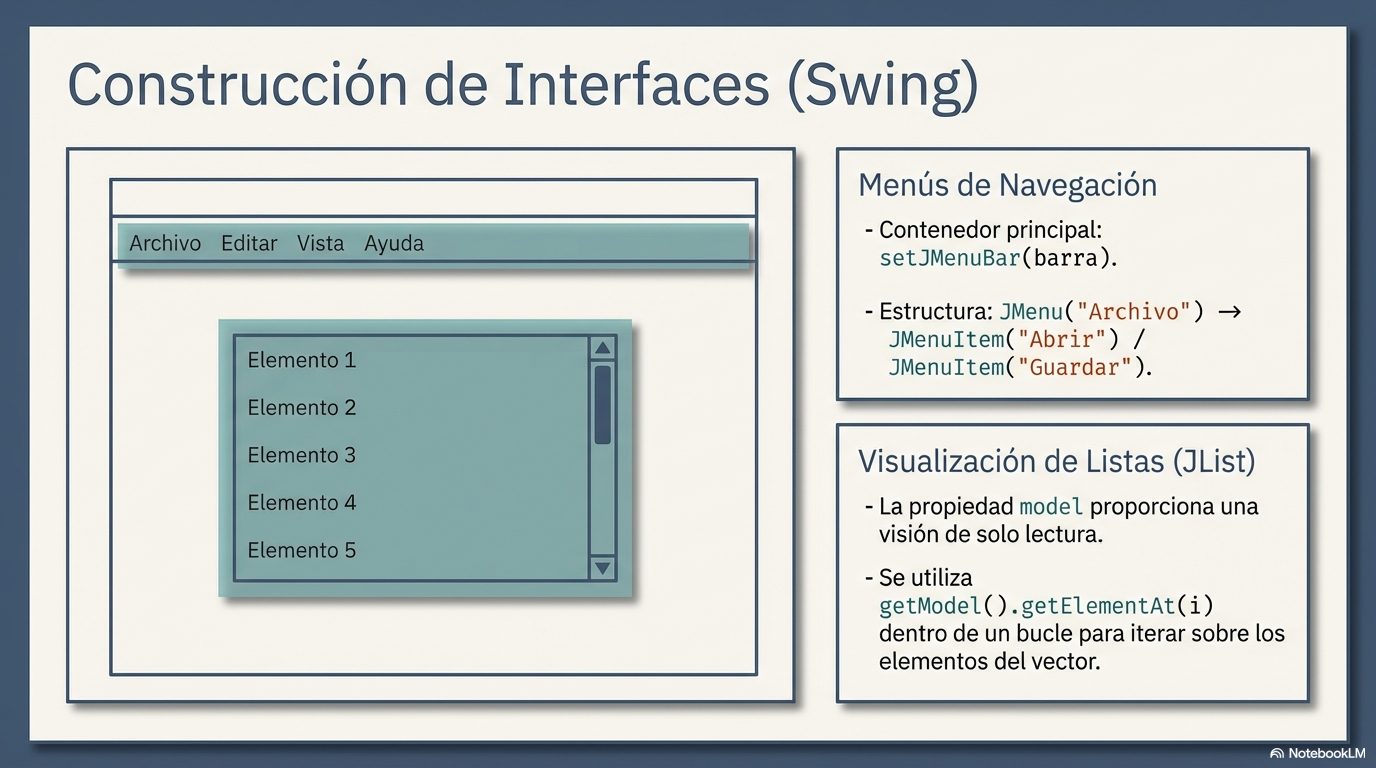 Construcción de Interfaces (Swing)
Archivo Editar Vista Ayuda
Elemento 1
Elemento 2
Elemento 3
Elemento 4
Elemento 5
Menús de Navegación
- Contenedor principal:
setJMenuBar(barra).
- Estructura: JMenu("Archivo") →
JMenuItem("Abrir") /
JMenuItem("Guardar").
Visualización de Listas (JList)
- La propiedad model proporciona una
visión de solo lectura.
- Se utiliza
getModel().getElementAt(i)
dentro de un bucle para iterar sobre los
elementos del vector.
NotebookLM